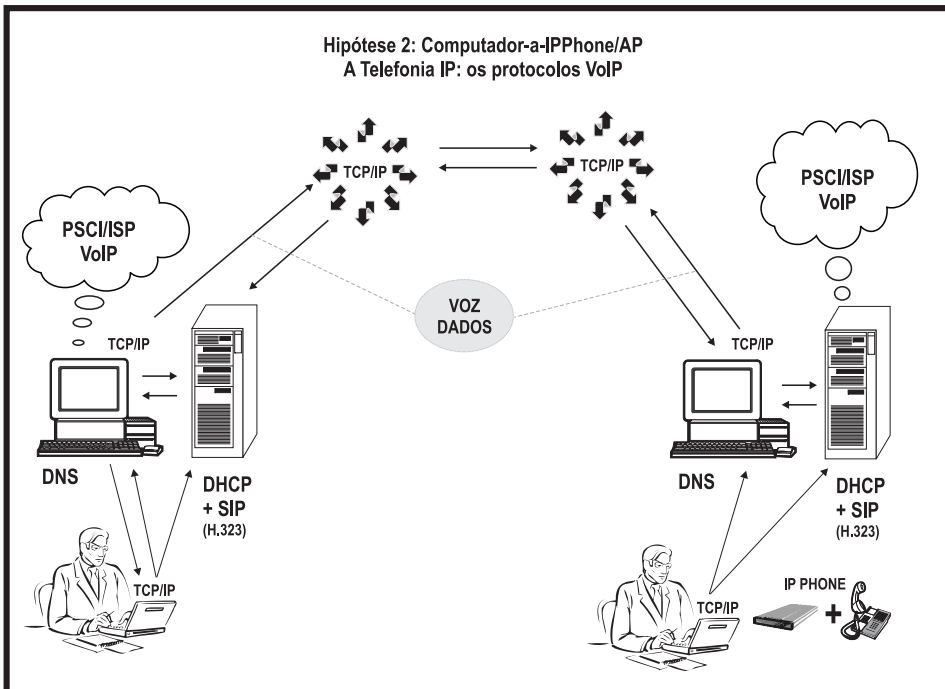 Hipótese 2: Computador-a-IPPhone/AP
A Telefonia IP: os protocolos VoIP
TCP/IP
TCP/IP
PSCI/ISP
VoIP
PSCI/ISP
VoIP
VOZ
DADOS
TCP/IP
TCP/IP
DNS
DHCP
+ SIP
(H.323)
DNS
DHCP
+ SIP
(H.323)
TCP/IP
TCP/IP
IP PHONE
+